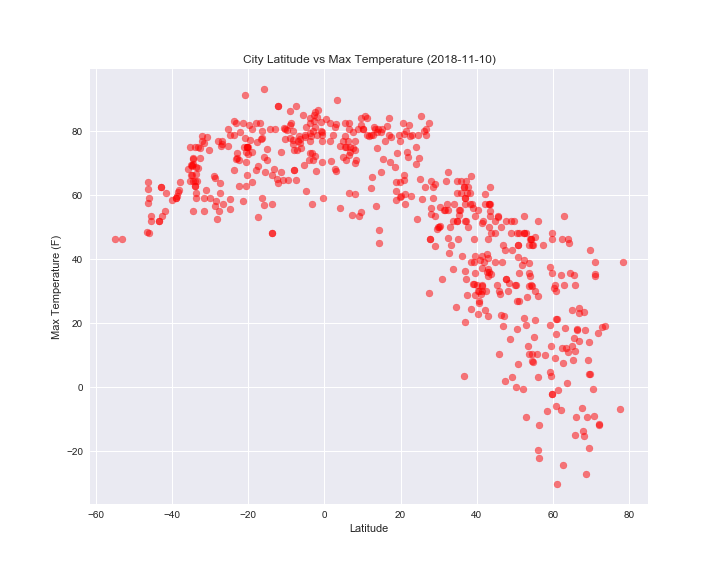 City Latitude vs Max Temperature (2018-11-10)
80
60
40
20
0
−20
Max Temperature (F)
−60 −40 −20 0 20 40 60 80
Latitude